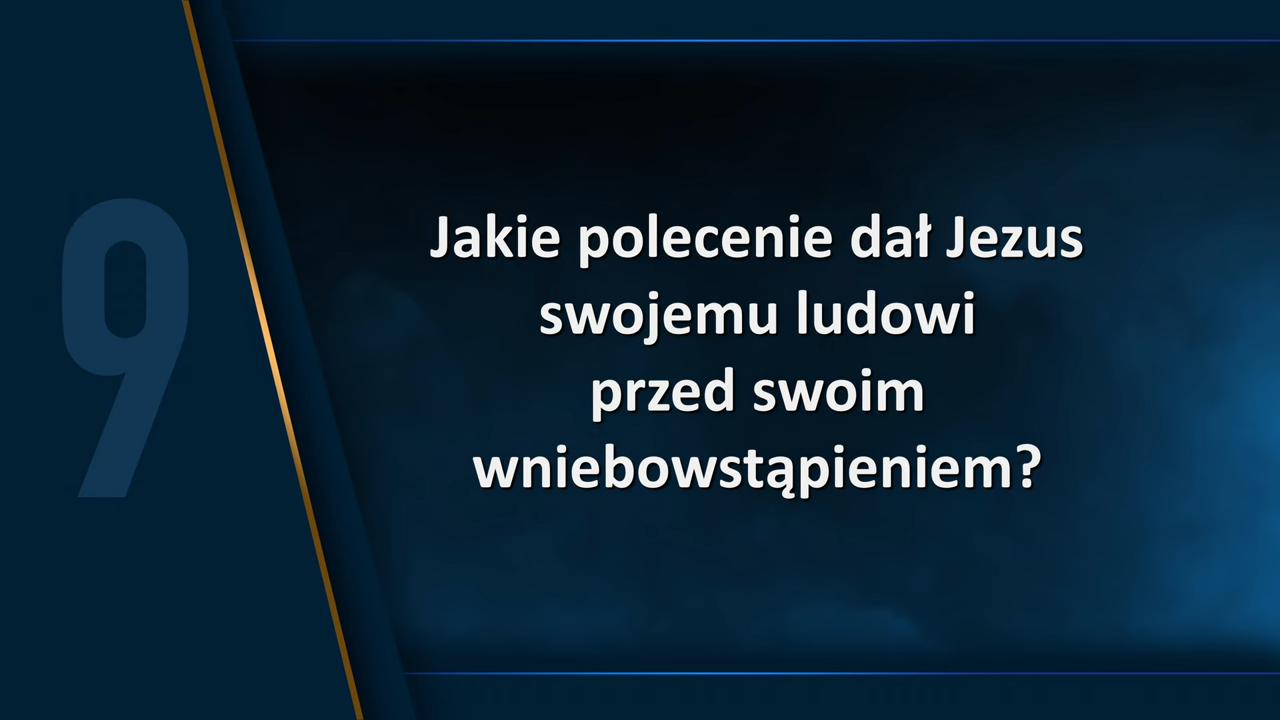 9
Jakie polecenie dał Jezus
swojemu ludowi
przed swoim
wniebowstąpieniem?